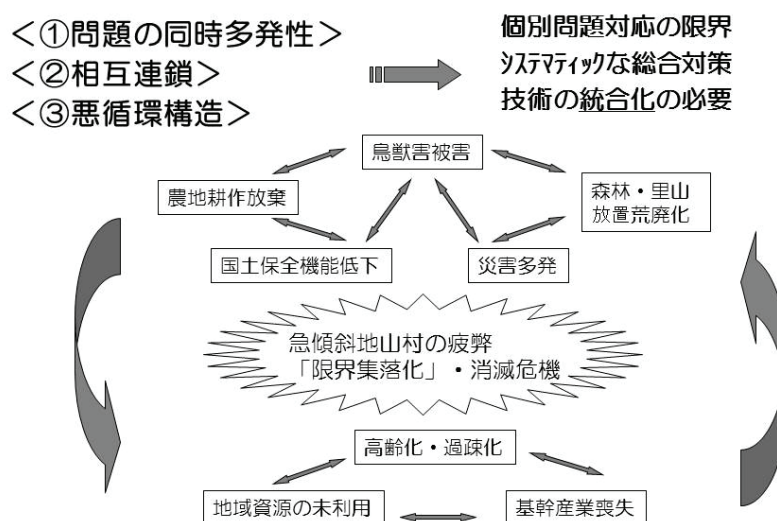 ＜①問題の同時多発性＞
＜②相互連鎖＞
＜③悪循環構造＞
個別問題対応の限界
ｼｽﾃﾏﾃｨｯｸな総合対策
技術の統合化の必要
鳥獣害被害
農地耕作放棄
森林・里山
放置荒廃化
国土保全機能低下
災害多発
急傾斜地山村の疲弊
「限界集落化」・消滅危機
高齢化・過疎化
地域資源の未利用
基幹産業喪失